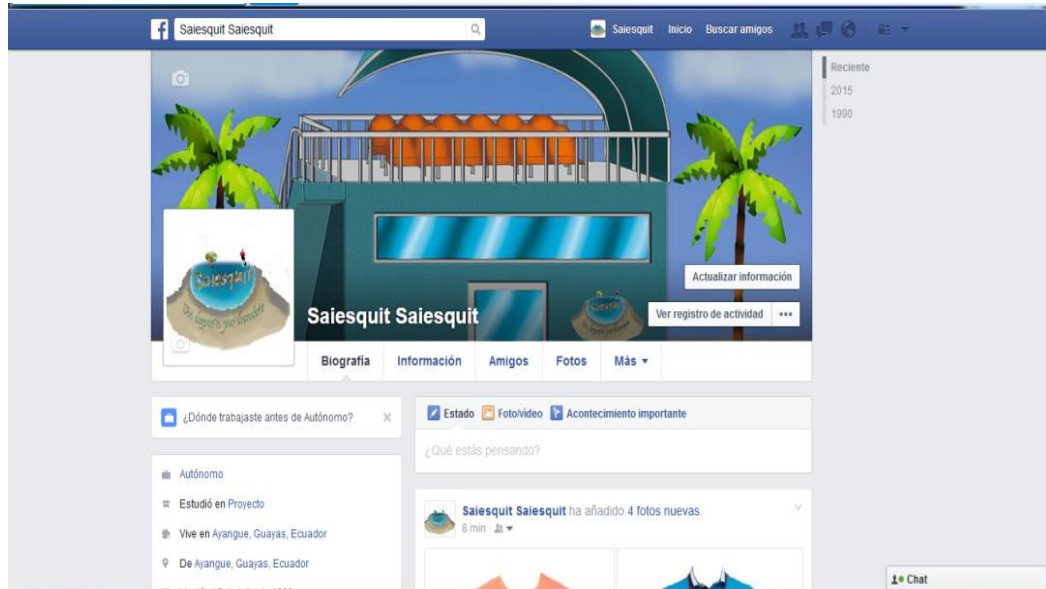 Saiesquit Saiesquit
Saiesquit Inicio Buscar amigos
Reciente
2015
1990
Saiesquit
Actualizar información
Ver registro de actividad
Saiesquit Saiesquit
Biografía Información Amigos Fotos Más
¿Dónde trabajaste antes de Autónomo?
Estado Foto/video Acontecimiento importante
¿Qué estás pensando?
Autónomo
Estudió en Proyecto
Vive en Ayangue, Guayas, Ecuador
De Ayangue, Guayas, Ecuador
Saiesquit Saiesquit ha añadido 4 fotos nuevas.
8 min
Chat